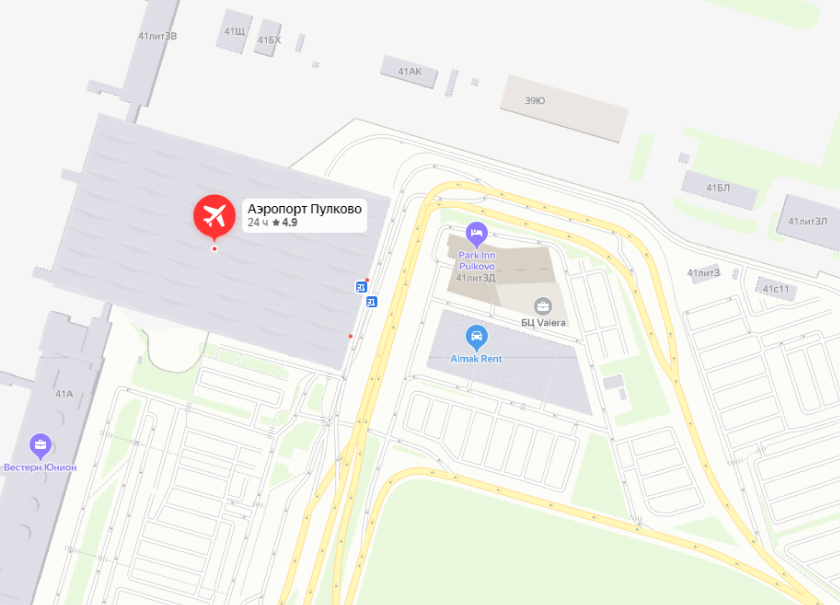 41лит3В
41Щ
41БХ
41АК
39Ю
41БЛ
41лит3Л
Аэропорт Пулково
24 ч ★ 4.9
Park Inn
Pulkovo
41лит3Д
41лит3
41с11
БЦ Valera
Almak Rent
41А
Вестерн Юнион